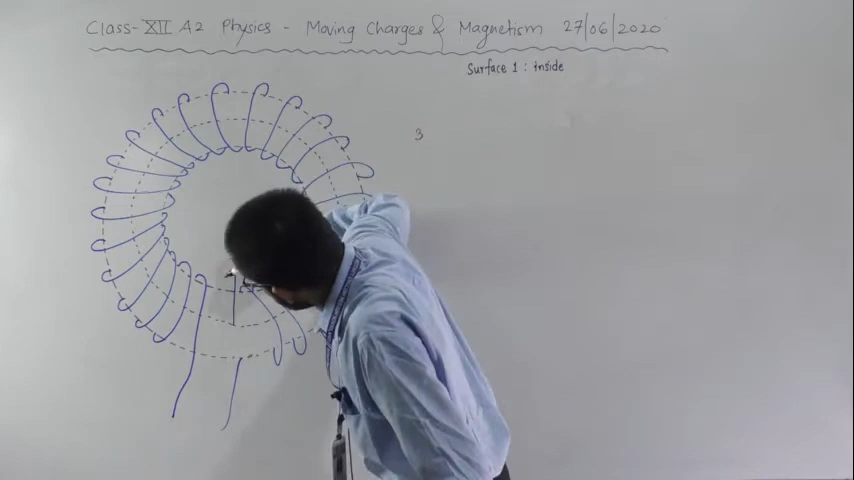 Class-XII A2 Physics - Moving Charges & Magnetism 27/06/2020
Surface 1 : inside
3